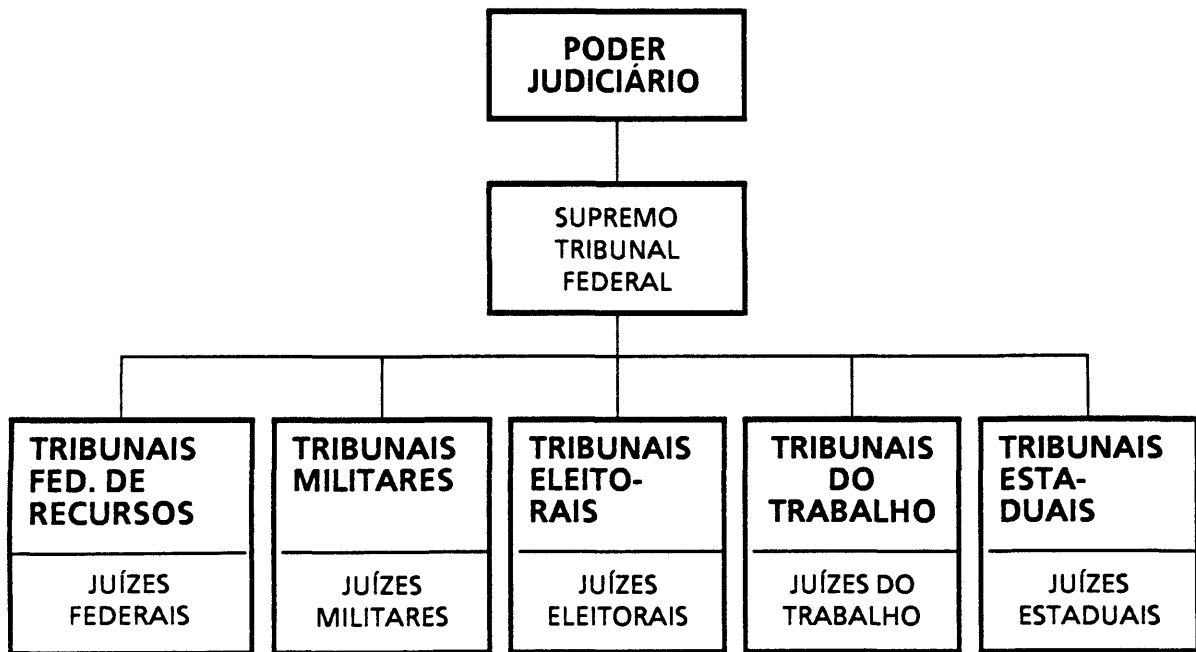 PODER
JUDICIÁRIO
SUPREMO
TRIBUNAL
FEDERAL
TRIBUNAIS
FED. DE
RECURSOS
JUÍZES
FEDERAIS
TRIBUNAIS
MILITARES
JUÍZES
MILITARES
TRIBUNAIS
ELEITO-
RAIS
JUÍZES
ELEITORAIS
TRIBUNAIS
DO
TRABALHO
JUÍZES DO
TRABALHO
TRIBUNAIS
ESTA-
DUAIS
JUÍZES
ESTADUAIS